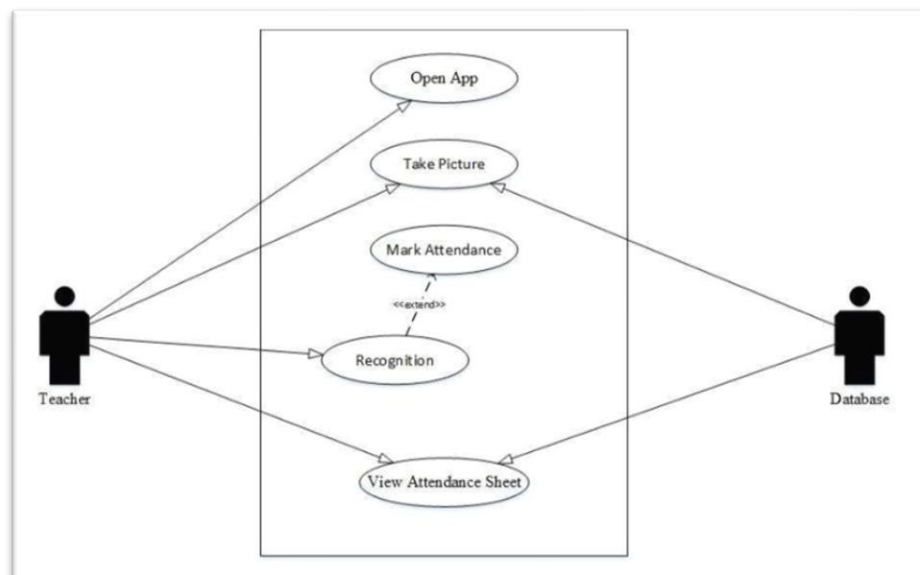 Open App
Take Picture
Mark Attendance
<<extend>>
Recognition
Teacher
Database
View Attendance Sheet